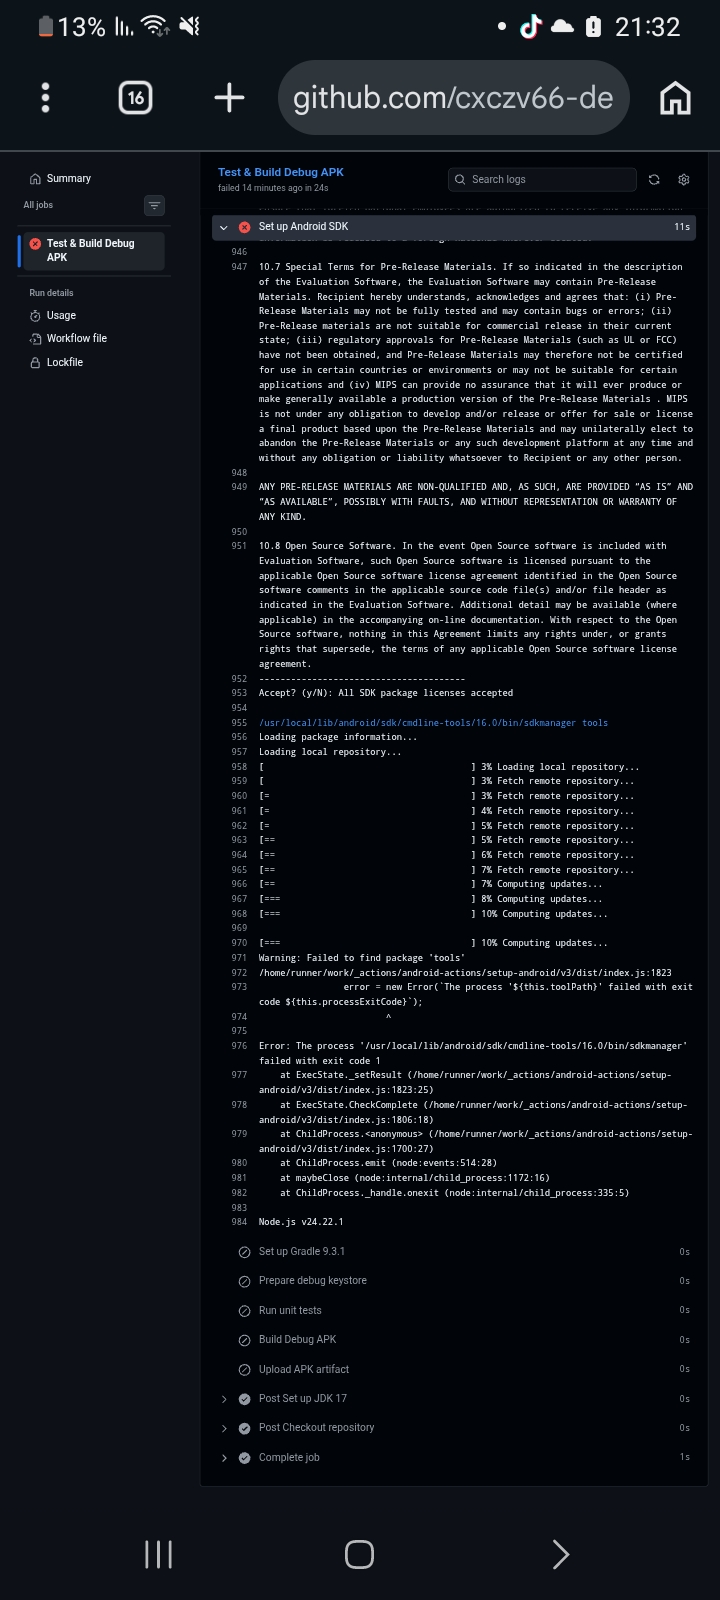 13% 21:32
16 github.com/cxczv66-de
Summary
All jobs
Test & Build Debug
APK
Run details
Usage
Workflow file
Lockfile
Test & Build Debug APK
failed 14 minutes ago in 24s
Search logs
Set up Android SDK 11s
946
947 10.7 Special Terms for Pre-Release Materials. If so indicated in the description
of the Evaluation Software, the Evaluation Software may contain Pre-Release
Materials. Recipient hereby understands, acknowledges and agrees that: (i) Pre-
Release Materials may not be fully tested and may contain bugs or errors; (ii)
Pre-Release materials are not suitable for commercial release in their current
state; (iii) regulatory approvals for Pre-Release Materials (such as UL or FCC)
have not been obtained, and Pre-Release Materials may therefore not be certified
for use in certain countries or environments or may not be suitable for certain
applications and (iv) MIPS can provide no assurance that it will ever produce or
make generally available a production version of the Pre-Release Materials . MIPS
is not under any obligation to develop and/or release or offer for sale or license
a final product based upon the Pre-Release Materials and may unilaterally elect to
abandon the Pre-Release Materials or any such development platform at any time and
without any obligation or liability whatsoever to Recipient or any other person.
948
949 ANY PRE-RELEASE MATERIALS ARE NON-QUALIFIED AND, AS SUCH, ARE PROVIDED “AS IS” AND
“AS AVAILABLE”, POSSIBLY WITH FAULTS, AND WITHOUT REPRESENTATION OR WARRANTY OF
ANY KIND.
950
951 10.8 Open Source Software. In the event Open Source software is included with
Evaluation Software, such Open Source software is licensed pursuant to the
applicable Open Source software license agreement identified in the Open Source
software comments in the applicable source code file(s) and/or file header as
indicated in the Evaluation Software. Additional detail may be available (where
applicable) in the accompanying on-line documentation. With respect to the Open
Source software, nothing in this Agreement limits any rights under, or grants
rights that supersede, the terms of any applicable Open Source software license
agreement.
952 ---------------------------------------
953 Accept? (y/N): All SDK package licenses accepted
954
955 /usr/local/lib/android/sdk/cmdline-tools/16.0/bin/sdkmanager tools
956 Loading package information...
957 Loading local repository...
958 [ ] 3% Loading local repository...
959 [ ] 3% Fetch remote repository...
960 [= ] 3% Fetch remote repository...
961 [= ] 4% Fetch remote repository...
962 [= ] 5% Fetch remote repository...
963 [== ] 5% Fetch remote repository...
964 [== ] 6% Fetch remote repository...
965 [== ] 7% Fetch remote repository...
966 [== ] 7% Computing updates...
967 [=== ] 8% Computing updates...
968 [=== ] 10% Computing updates...
969
970 [=== ] 10% Computing updates...
971 Warning: Failed to find package 'tools'
972 /home/runner/work/_actions/android-actions/setup-android/v3/dist/index.js:1823
973 error = new Error(`The process '${this.toolPath}' failed with exit
code ${this.processExitCode}`);
974 ^
975
976 Error: The process '/usr/local/lib/android/sdk/cmdline-tools/16.0/bin/sdkmanager'
failed with exit code 1
977 at ExecState._setResult (/home/runner/work/_actions/android-actions/setup-
android/v3/dist/index.js:1823:25)
978 at ExecState.CheckComplete (/home/runner/work/_actions/android-actions/setup-
android/v3/dist/index.js:1806:18)
979 at ChildProcess.<anonymous> (/home/runner/work/_actions/android-actions/setup-
android/v3/dist/index.js:1700:27)
980 at ChildProcess.emit (node:events:514:28)
981 at maybeClose (node:internal/child_process:1172:16)
982 at ChildProcess._handle.onexit (node:internal/child_process:335:5)
983
984 Node.js v24.22.1
Set up Gradle 9.3.1 0s
Prepare debug keystore 0s
Run unit tests 0s
Build Debug APK 0s
Upload APK artifact 0s
Post Set up JDK 17 0s
Post Checkout repository 0s
Complete job 1s